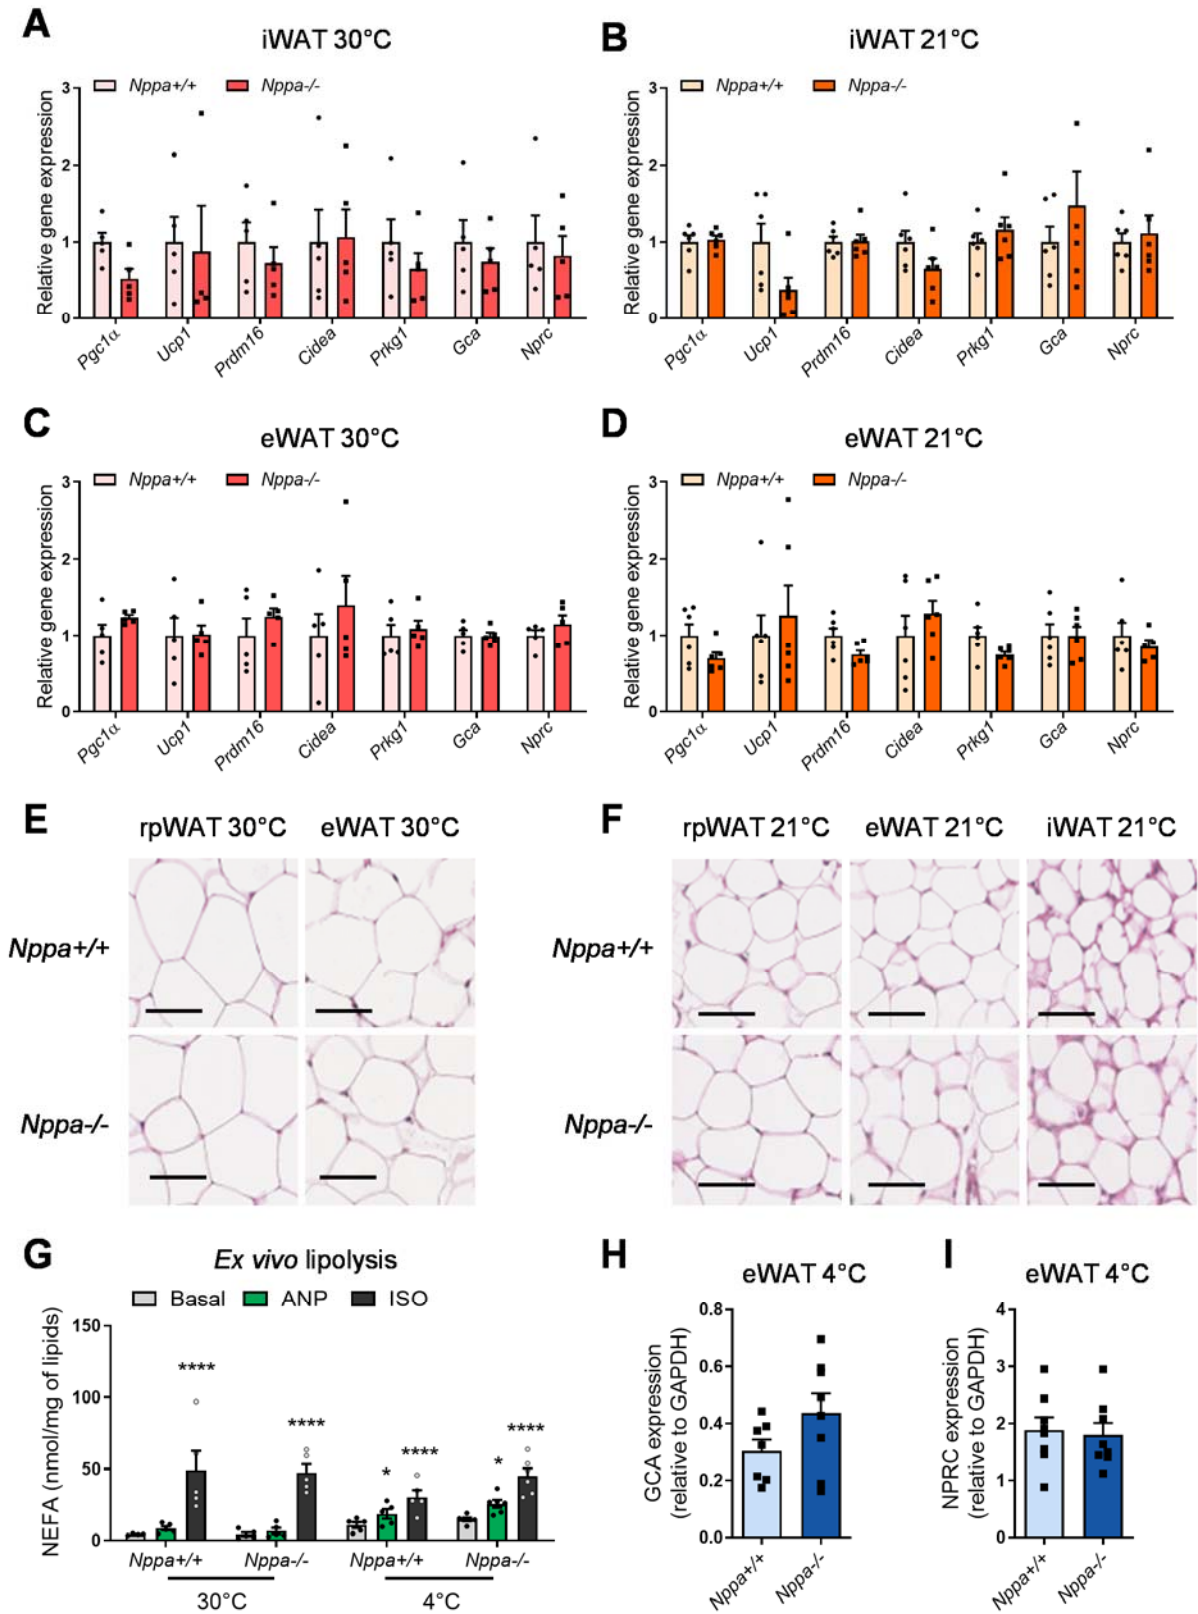 A
iWAT 30°C
Nppa+/+ Nppa-/-
Relative gene expression
3
2
1
0
Pgc1α Ucp1 Prdm16 Cidea Prkg1 Gca Nprc
B
iWAT 21°C
Nppa+/+ Nppa-/-
Relative gene expression
3
2
1
0
Pgc1α Ucp1 Prdm16 Cidea Prkg1 Gca Nprc
C
eWAT 30°C
Nppa+/+ Nppa-/-
Relative gene expression
3
2
1
0
Pgc1α Ucp1 Prdm16 Cidea Prkg1 Gca Nprc
D
eWAT 21°C
Nppa+/+ Nppa-/-
Relative gene expression
3
2
1
0
Pgc1α Ucp1 Prdm16 Cidea Prkg1 Gca Nprc
E
rpWAT 30°C eWAT 30°C
Nppa+/+
Nppa-/-
F
rpWAT 21°C eWAT 21°C iWAT 21°C
Nppa+/+
Nppa-/-
G
Ex vivo lipolysis
Basal ANP ISO
NEFA (nmol/mg of lipids)
150
100
50
0
**** **** * **** * ****
Nppa+/+ Nppa-/- Nppa+/+ Nppa-/-
30°C 4°C
H
eWAT 4°C
GCA expression
(relative to GAPDH)
0.8
0.6
0.4
0.2
0.0
Nppa+/+ Nppa-/-
I
eWAT 4°C
NPRC expression
(relative to GAPDH)
4
3
2
1
0
Nppa+/+ Nppa-/-